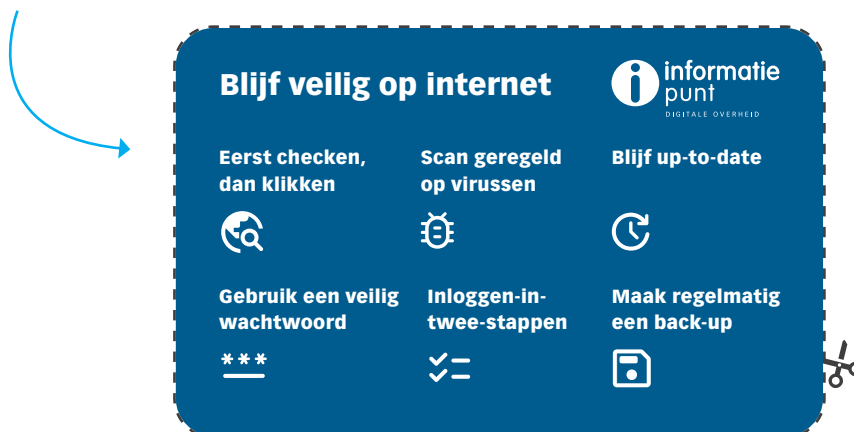 Blijf veilig op internet
informatie
punt
DIGITALE OVERHEID
Eerst checken,
dan klikken
Scan geregeld
op virussen
Blijf up-to-date
Gebruik een veilig
wachtwoord
Inloggen-in-
twee-stappen
Maak regelmatig
een back-up
***